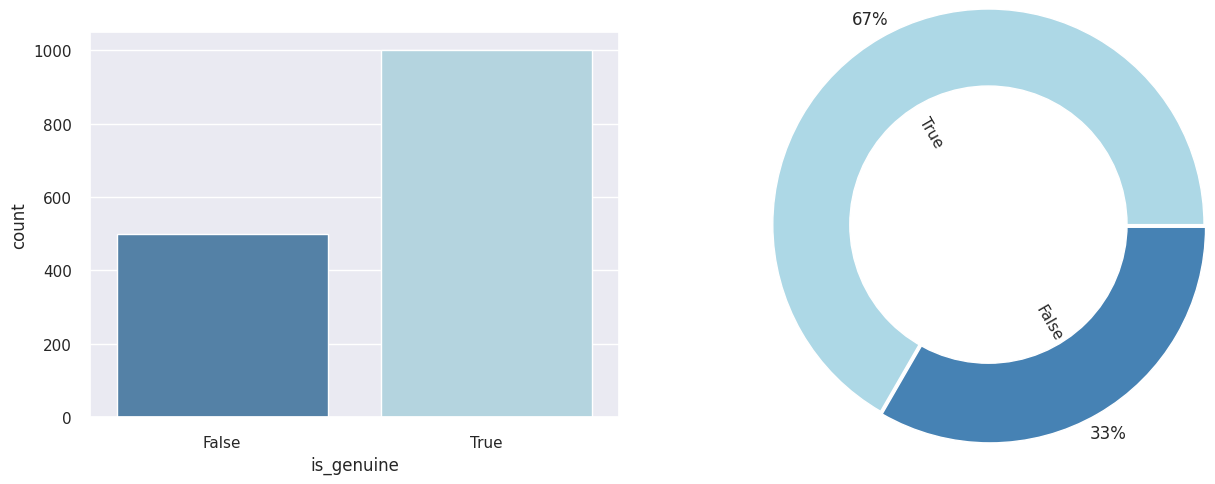 1000
800
600
400
200
0
count
False
True
is_genuine
67%
True
False
33%